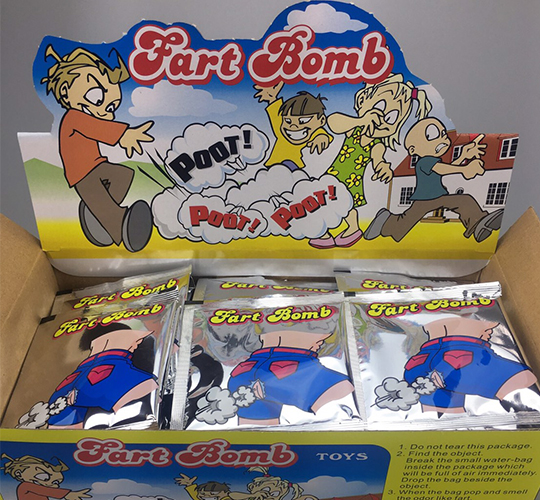 Fart Bomb
POOT!
POOT! POOT!
Fart Bomb Fart Bomb
Fart Bomb Fart Bomb Fart Bomb
Fart Bomb TOYS
1. Do not tear this package.
2. Find the object.
Break the small water-bag
inside the package which
will be full of air immediately.
Drop the bag beside the
object.
3. When the bag pop and smell
the odor like fart